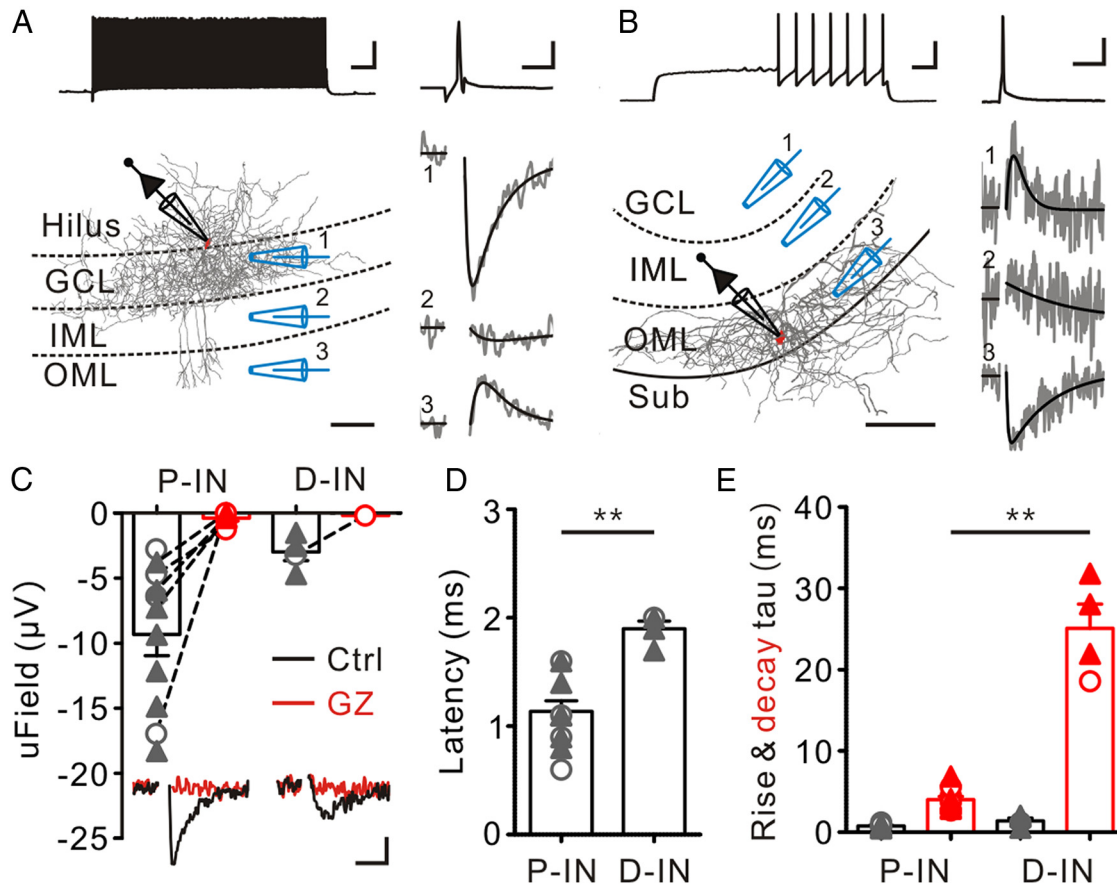 A
Hilus
GCL
IML
OML
1
2
3
1
2
3
B
GCL
IML
OML
Sub
1
2
3
1
2
3
C
P-IN
D-IN
uField (µV)
0
-5
-10
-15
-20
-25
Ctrl
GZ
D
Latency (ms)
3
2
1
0
**
P-IN
D-IN
E
Rise & decay tau (ms)
40
30
20
10
0
**
P-IN
D-IN